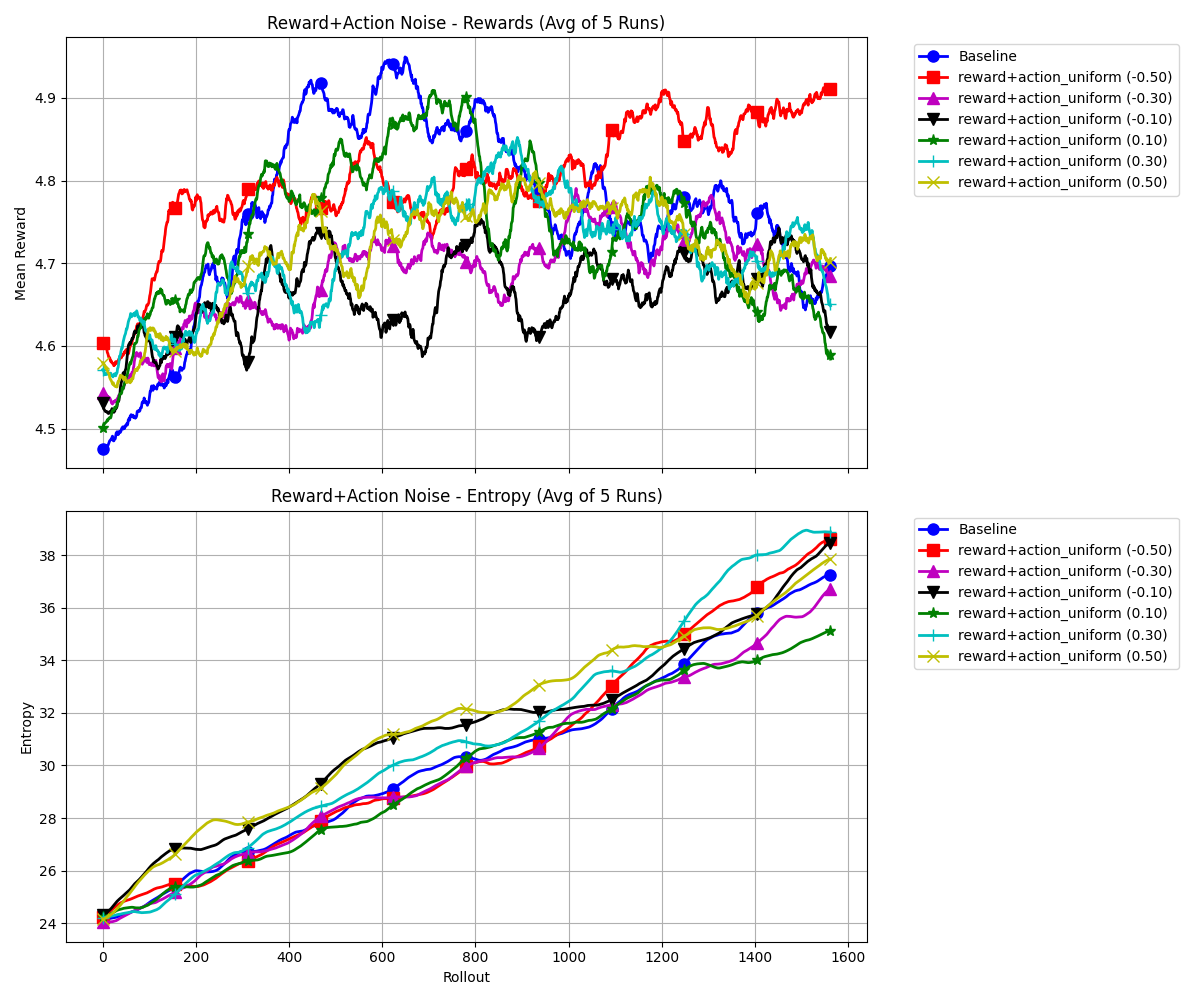 Reward+Action Noise - Rewards (Avg of 5 Runs)
Mean Reward
4.9
4.8
4.7
4.6
4.5
Baseline
reward+action_uniform (-0.50)
reward+action_uniform (-0.30)
reward+action_uniform (-0.10)
reward+action_uniform (0.10)
reward+action_uniform (0.30)
reward+action_uniform (0.50)
Reward+Action Noise - Entropy (Avg of 5 Runs)
Entropy
38
36
34
32
30
28
26
24
0 200 400 600 800 1000 1200 1400 1600
Rollout
Baseline
reward+action_uniform (-0.50)
reward+action_uniform (-0.30)
reward+action_uniform (-0.10)
reward+action_uniform (0.10)
reward+action_uniform (0.30)
reward+action_uniform (0.50)